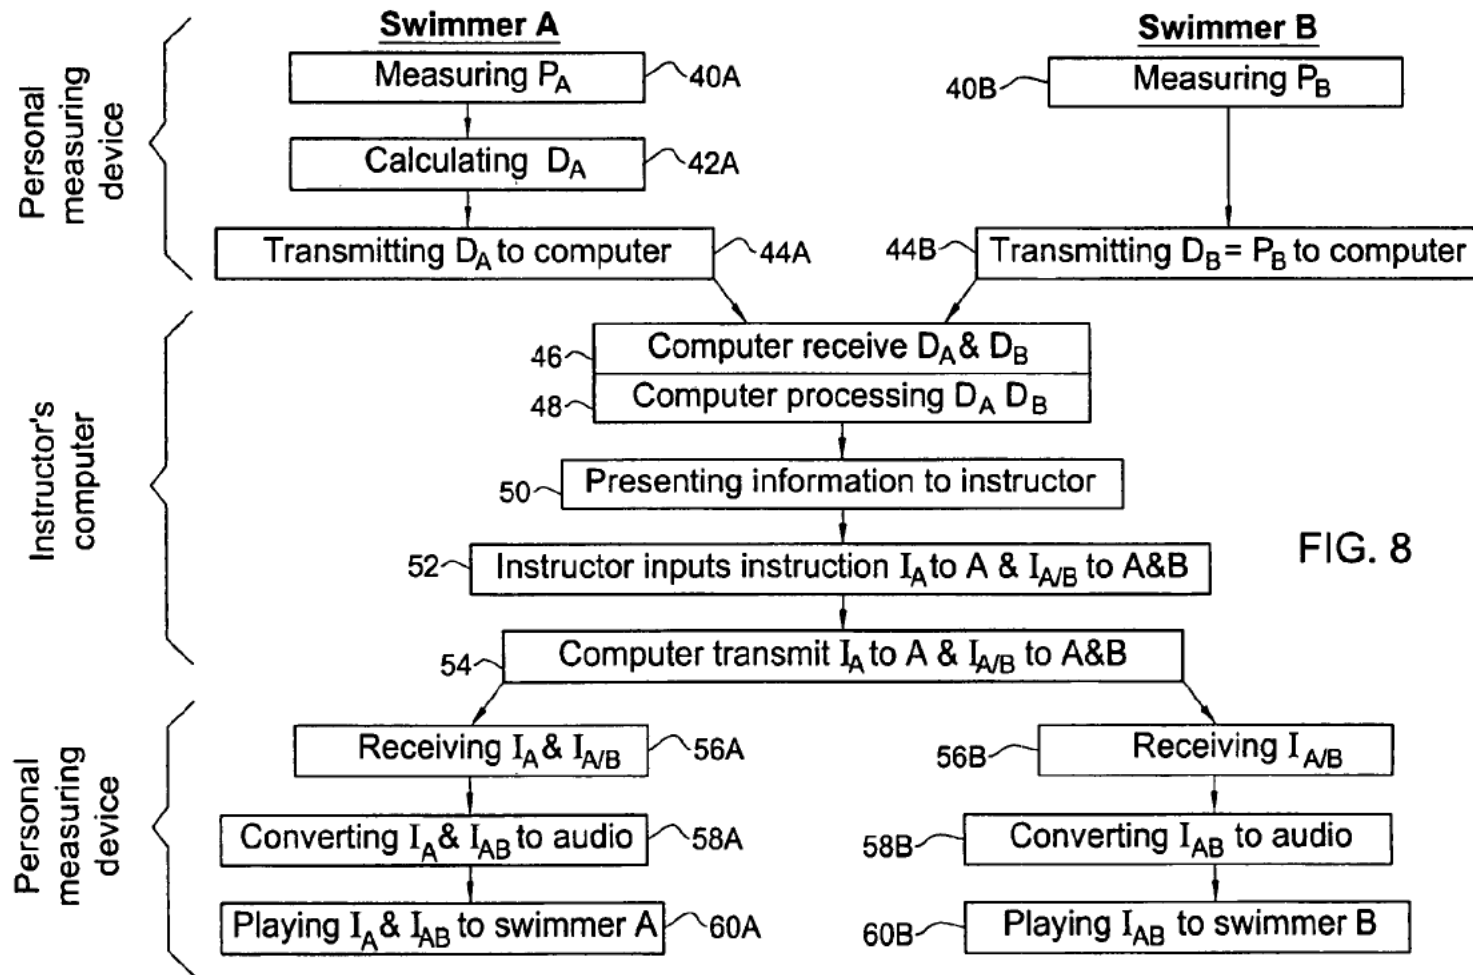 Swimmer A
Swimmer B
Personal
measuring
device
Measuring PA
40A
40B
Measuring PB
Calculating DA
42A
Transmitting DA to computer
44A
44B
Transmitting DB = PB to computer
Instructor's
computer
46
Computer receive DA & DB
48
Computer processing DA DB
50
Presenting information to instructor
52
Instructor inputs instruction IA to A & IA/B to A&B
FIG. 8
54
Computer transmit IA to A & IA/B to A&B
Personal
measuring
device
Receiving IA & IA/B
56A
56B
Receiving IA/B
Converting IA & IAB to audio
58A
58B
Converting IAB to audio
Playing IA & IAB to swimmer A
60A
60B
Playing IAB to swimmer B